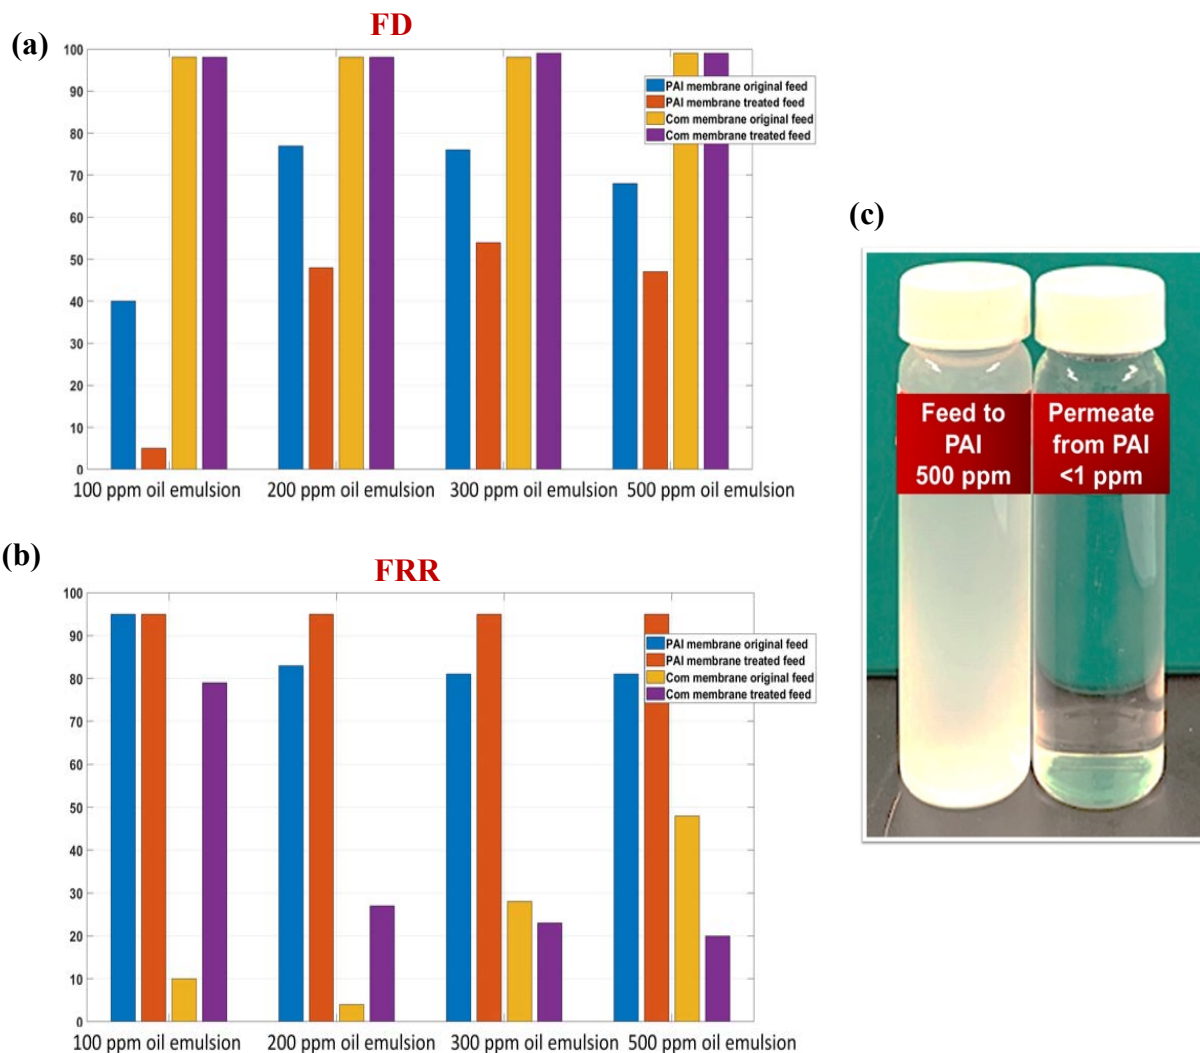 (a)
FD
100
90
80
70
60
50
40
30
20
10
0
PAI membrane original feed
PAI membrane treated feed
Com membrane original feed
Com membrane treated feed
100 ppm oil emulsion
200 ppm oil emulsion
300 ppm oil emulsion
500 ppm oil emulsion
(b)
FRR
100
90
80
70
60
50
40
30
20
10
0
PAI membrane original feed
PAI membrane treated feed
Com membrane original feed
Com membrane treated feed
100 ppm oil emulsion
200 ppm oil emulsion
300 ppm oil emulsion
500 ppm oil emulsion
(c)
Feed to
PAI
500 ppm
Permeate
from PAI
<1 ppm